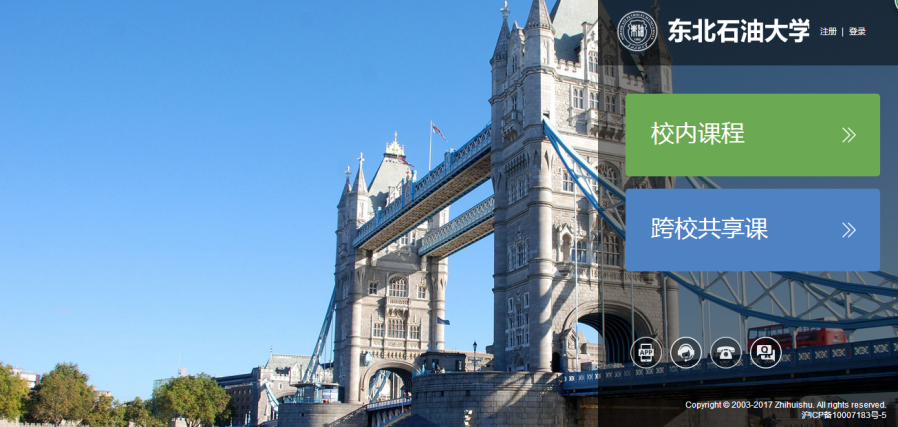 东北石油大学
注册 | 登录
校内课程
跨校共享课
APP
Copyright © 2003-2017 Zhihuishu. All rights reserved.
沪ICP备10007183号-5